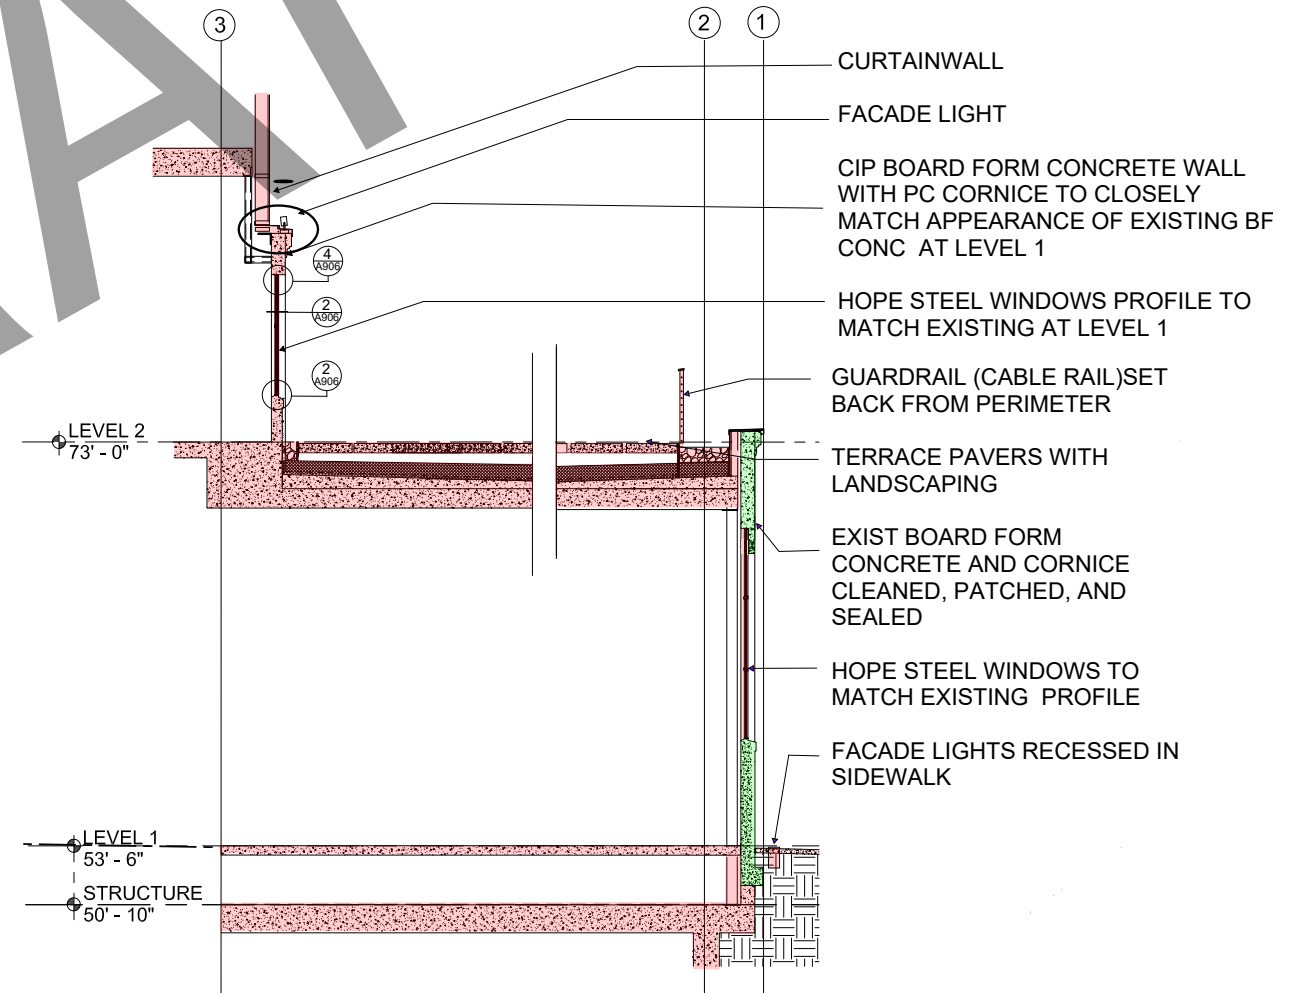 3
2
1
CURTAINWALL
FACADE LIGHT
CIP BOARD FORM CONCRETE WALL
WITH PC CORNICE TO CLOSELY
MATCH APPEARANCE OF EXISTING BF
CONC AT LEVEL 1
4
A906
2
A906
HOPE STEEL WINDOWS PROFILE TO
MATCH EXISTING AT LEVEL 1
2
A906
GUARDRAIL (CABLE RAIL)SET
BACK FROM PERIMETER
LEVEL 2
73' - 0"
TERRACE PAVERS WITH
LANDSCAPING
EXIST BOARD FORM
CONCRETE AND CORNICE
CLEANED, PATCHED, AND
SEALED
HOPE STEEL WINDOWS TO
MATCH EXISTING PROFILE
FACADE LIGHTS RECESSED IN
SIDEWALK
LEVEL 1
53' - 6"
STRUCTURE
50' - 10"